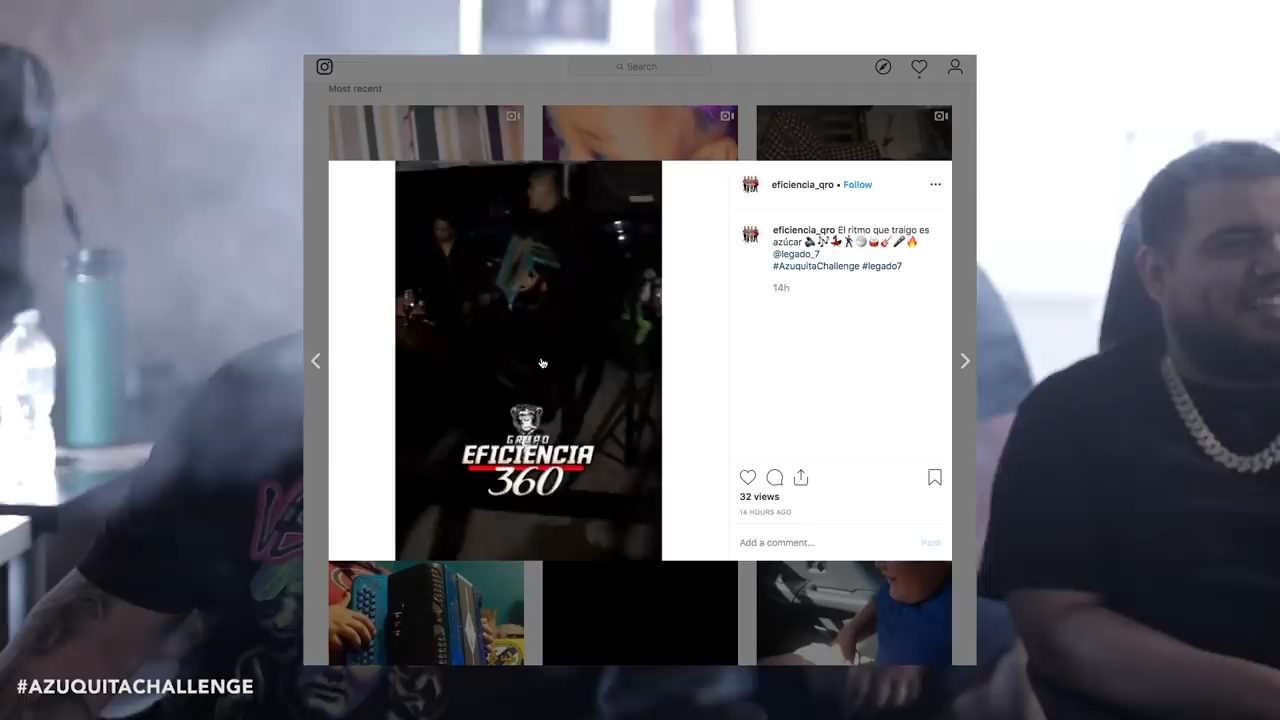 Search
Most recent
eficiencia_qro • Follow
eficiencia_qro El ritmo que traigo es
azúcar
@legado_7
#AzuquitaChallenge #legado7
14h
GRUPO
EFICIENCIA
360
32 views
14 HOURS AGO
Add a comment... Post
#AZUQUITACHALLENGE